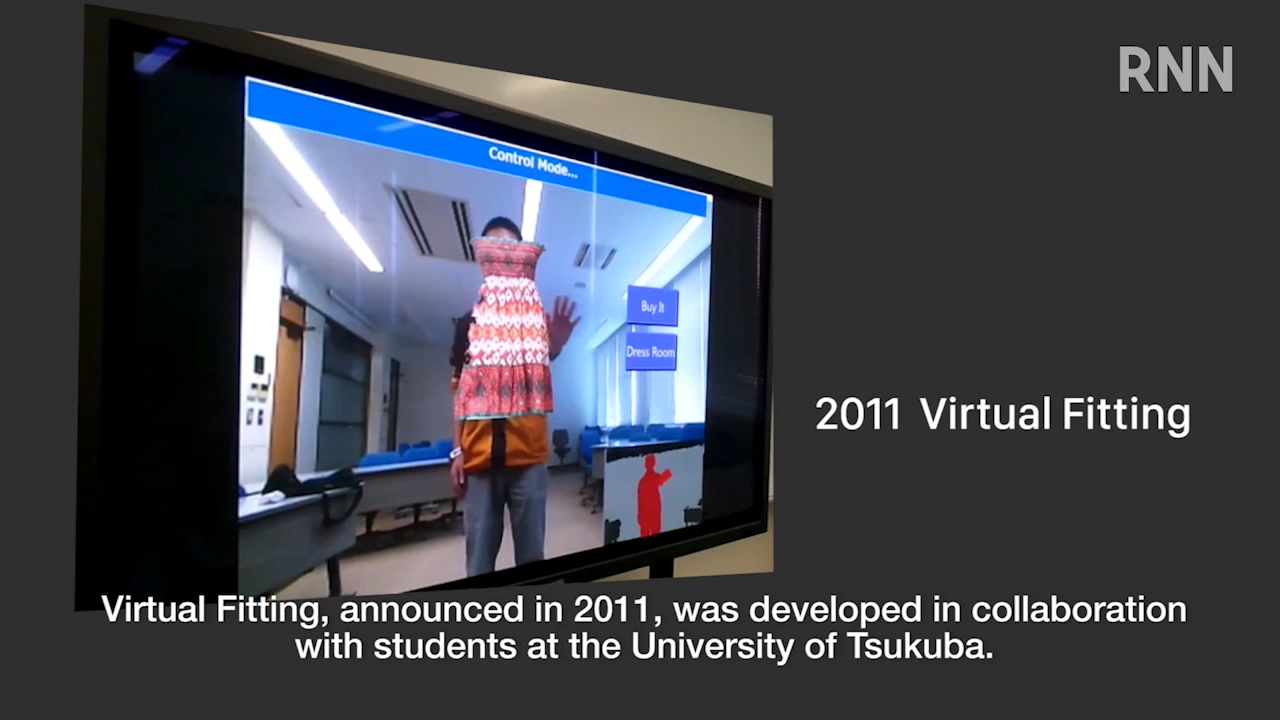 RNN
Control Mode...
Buy It
Dress Room
2011 Virtual Fitting
Virtual Fitting, announced in 2011, was developed in collaboration
with students at the University of Tsukuba.